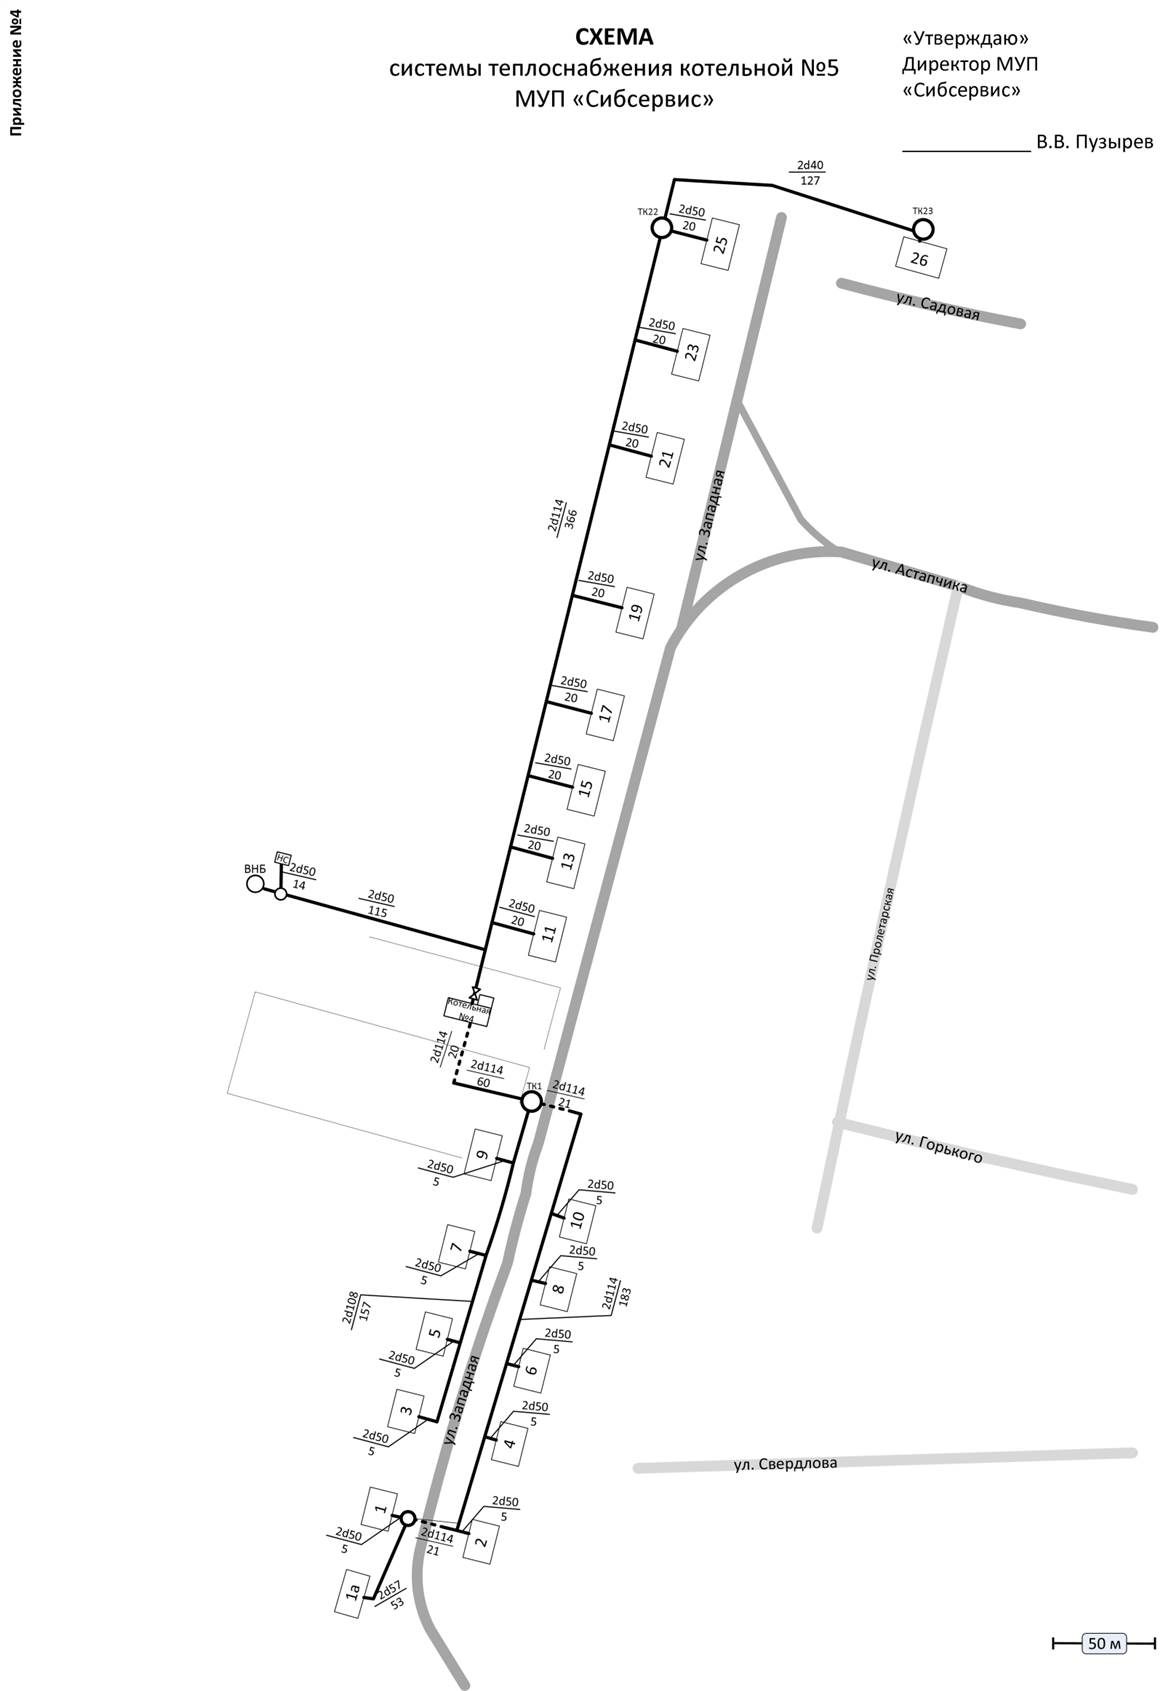 Приложение №4
СХЕМА
системы теплоснабжения котельной №5
МУП «Сибсервис»
«Утверждаю»
Директор МУП
«Сибсервис»
В.В. Пузырев
2d40
127
ТК22
2d50
20
25
ТК23
26
ул. Садовая
2d50
20
23
2d50
20
21
2d114
366
ул. Западная
ул. Астапчика
2d50
20
19
2d50
20
17
2d50
20
15
2d50
20
13
НС
ВНБ
2d50
14
2d50
115
2d50
20
11
ул. Пролетарская
Котельная
№4
2d114
20
2d114
60
ТК1
2d114
21
9
2d50
5
ул. Горького
2d50
5
10
7
2d50
5
2d50
5
8
2d108
157
2d114
183
5
2d50
5
2d50
5
6
3
2d50
5
ул. Западная
2d50
5
4
ул. Свердлова
1
2d50
5
2d50
5
2
2d114
21
1а
2d57
53
50 м